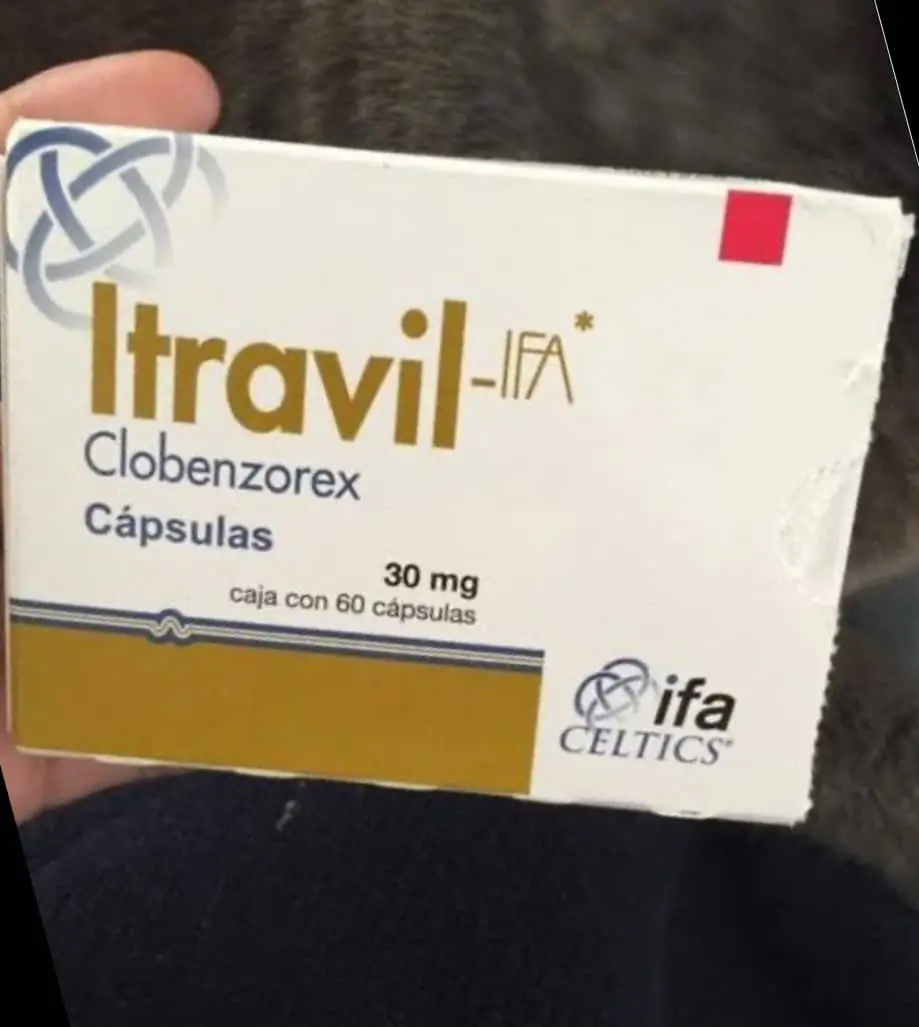 Itravil-IFA*
Clobenzorex
Cápsulas
30 mg
caja con 60 cápsulas
ifa
CELTICS®